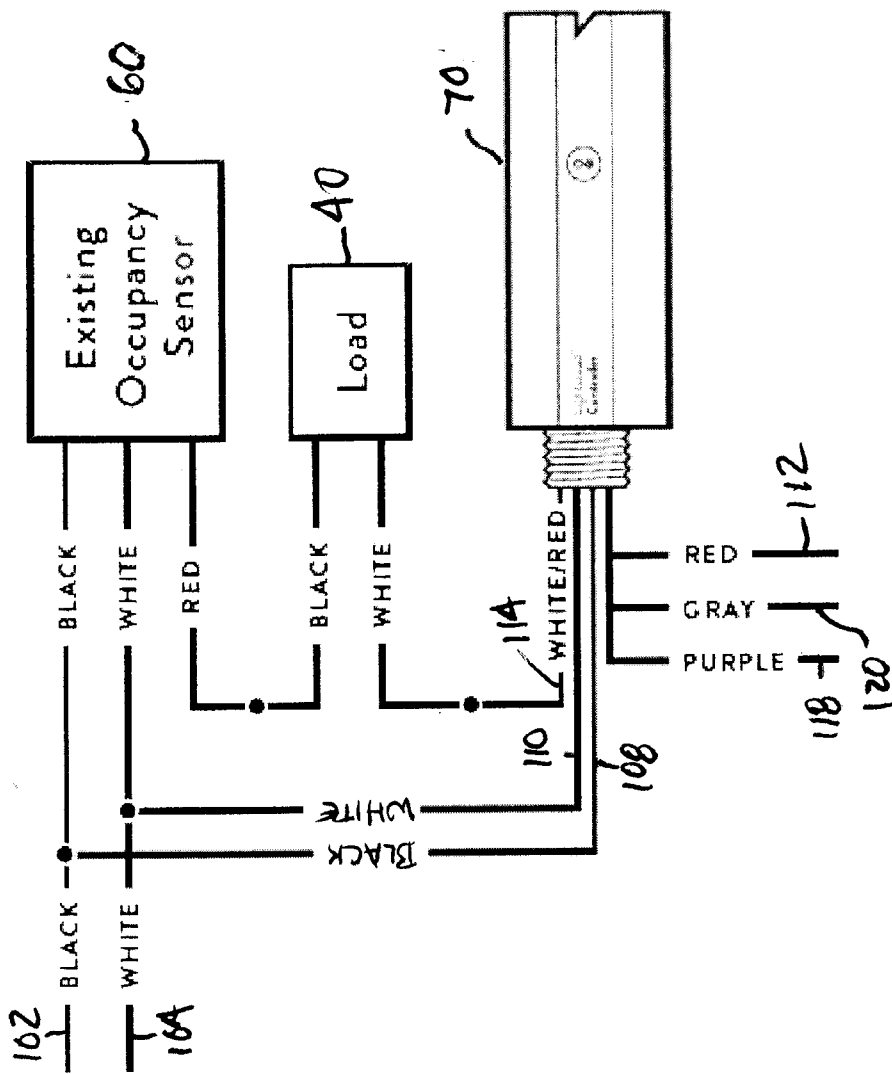 60
Existing
Occupancy
Sensor
BLACK
WHITE
RED
40
Load
BLACK
WHITE
70
WHITE/RED
114
110
108
WHITE
BLACK
RED
112
GRAY
120
PURPLE
118
102
BLACK
104
WHITE